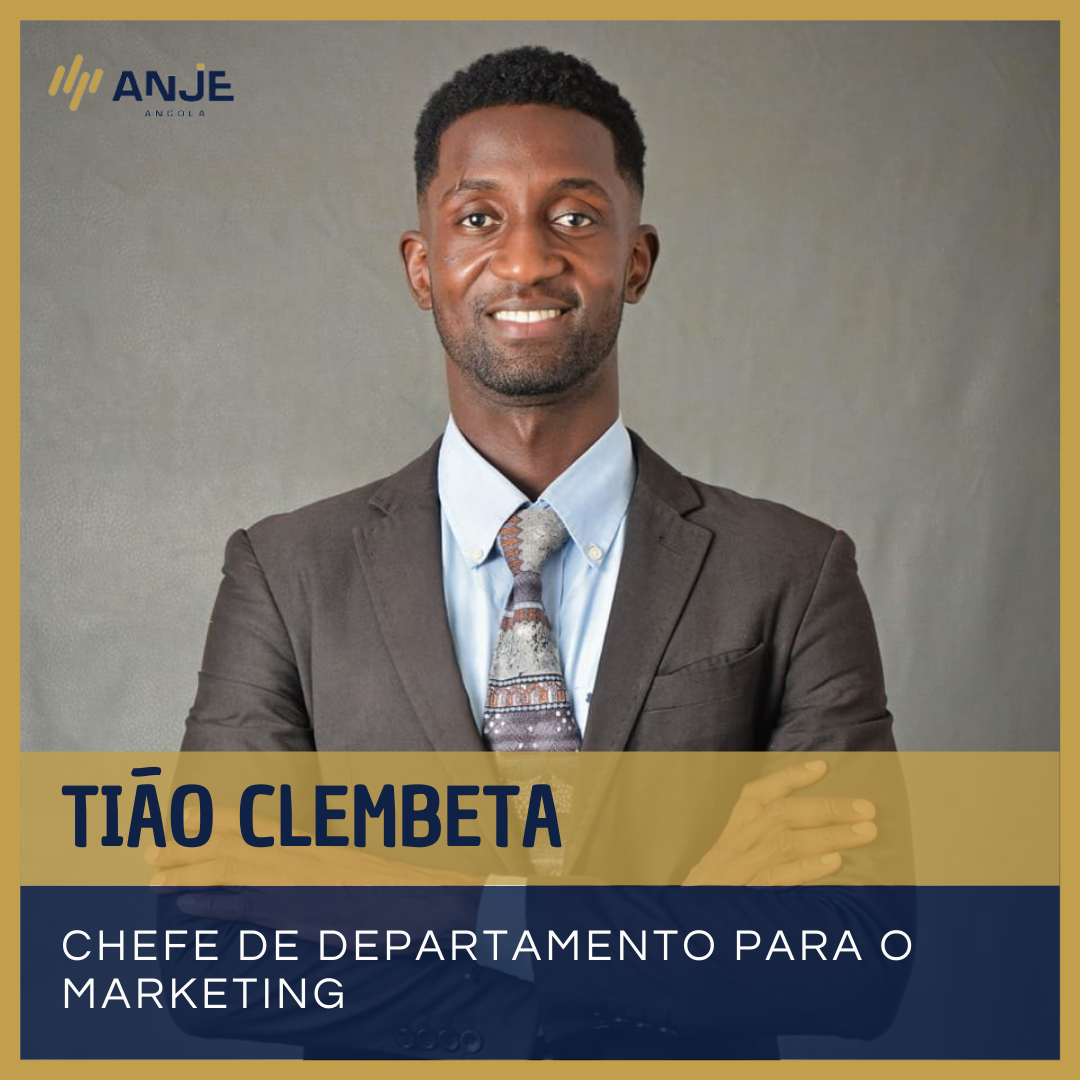 ANJE
ANGOLA
TIÃO CLEMBETA
CHEFE DE DEPARTAMENTO PARA O
MARKETING